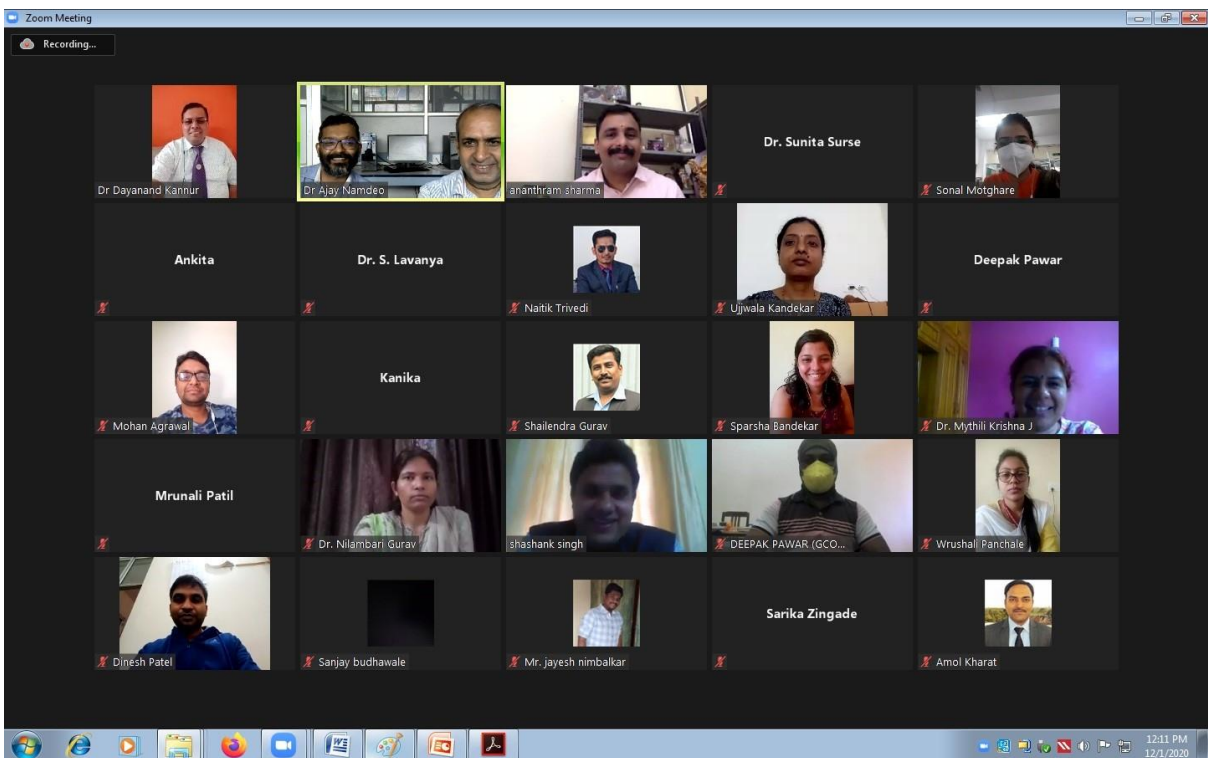 Zoom Meeting
Recording...
Dr Dayanand Kannur
Dr Ajay Namdeo
ananthram sharma
Dr. Sunita Surse
Sonal Motghare
Ankita
Dr. S. Lavanya
Naitik Trivedi
Ujjwala Kandekar
Deepak Pawar
Mohan Agrawal
Kanika
Shailendra Gurav
Sparsha Bandekar
Dr. Mythili Krishna J
Mrunali Patil
Dr. Nilambari Gurav
shashank singh
DEEPAK PAWAR (GCO...
Wrushali Panchale
Dinesh Patel
Sanjay budhawale
Mr. jayesh nimbalkar
Sarika Zingade
Amol Kharat
12:11 PM
12/1/2020